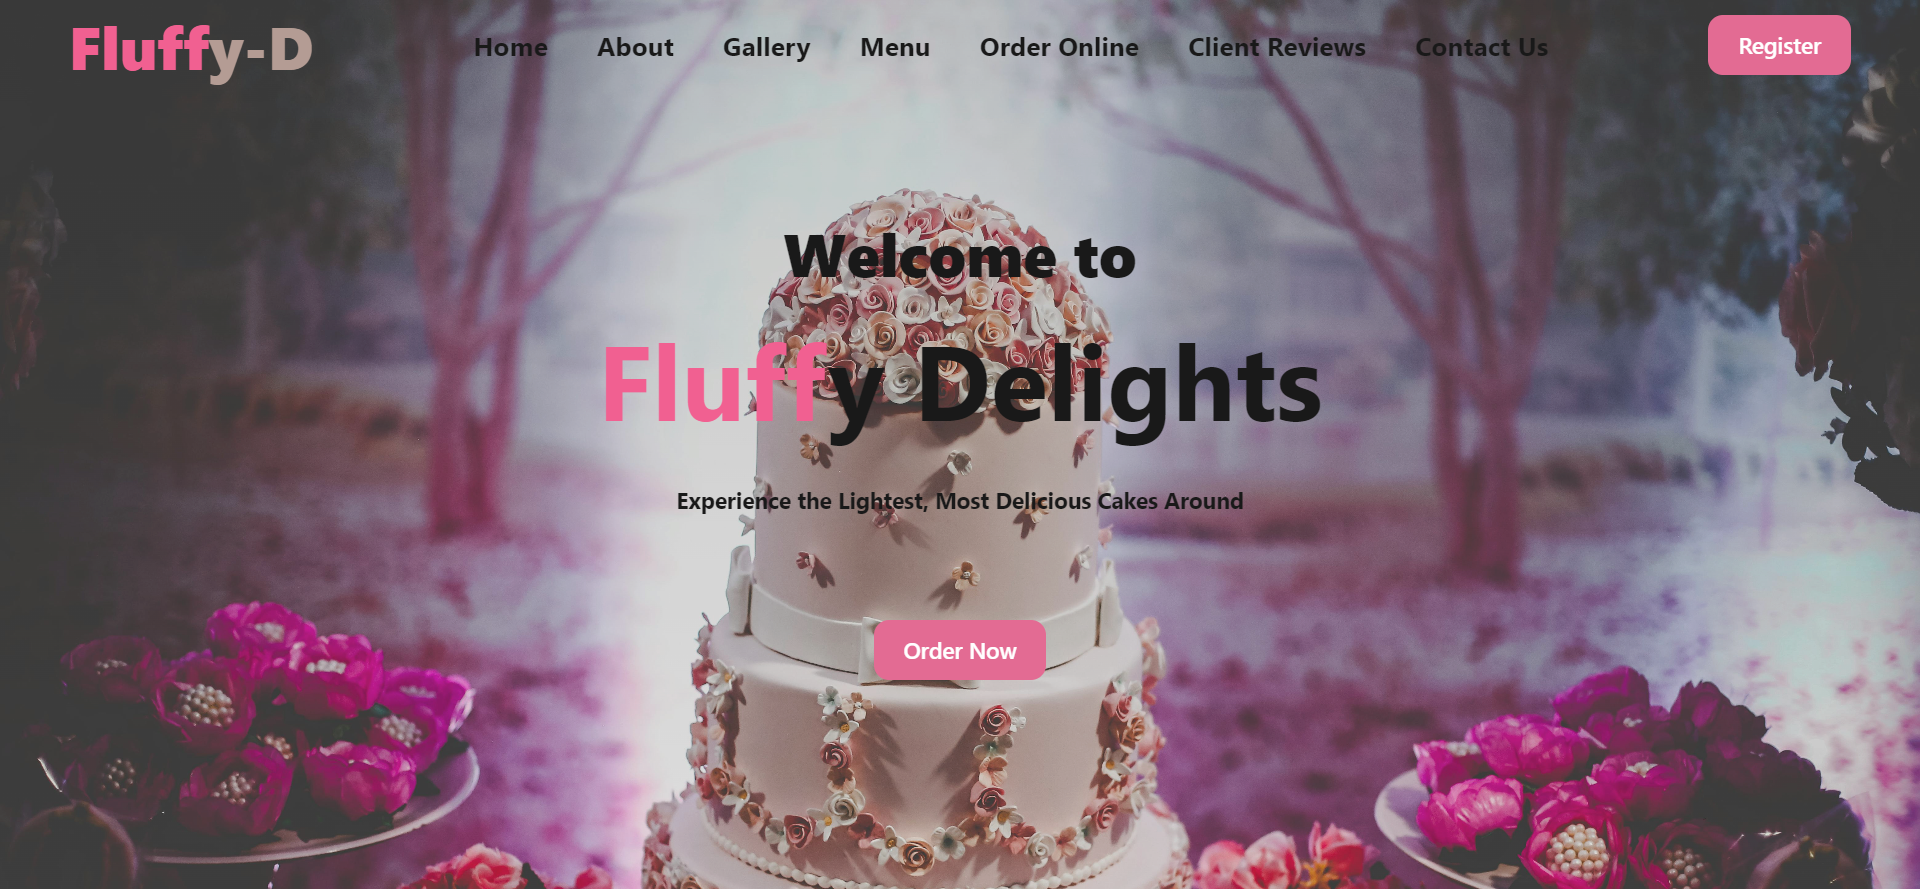 Fluffy-D
Home About Gallery Menu Order Online Client Reviews Contact Us
Register
Welcome to
Fluffy Delights
Experience the Lightest, Most Delicious Cakes Around
Order Now